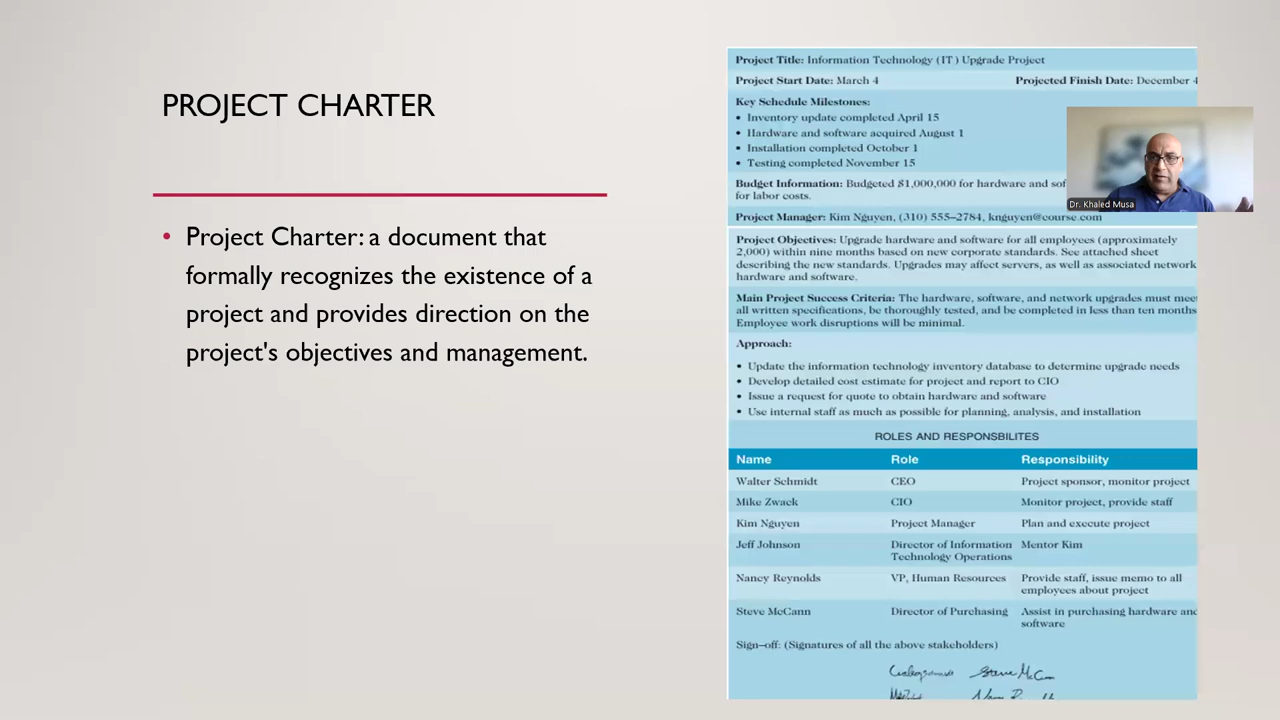 PROJECT CHARTER
• Project Charter: a document that
formally recognizes the existence of a
project and provides direction on the
project's objectives and management.
Project Title: Information Technology (IT) Upgrade Project
Project Start Date: March 4 Projected Finish Date: December 4
Key Schedule Milestones:
• Inventory update completed April 15
• Hardware and software acquired August 1
• Installation completed October 1
• Testing completed November 15
Budget Information: Budgeted $1,000,000 for hardware and sof
for labor costs.
Project Manager: Kim Nguyen, (310) 555–2784, knguyen@course.com
Dr. Khaled Musa
Project Objectives: Upgrade hardware and software for all employees (approximately
2,000) within nine months based on new corporate standards. See attached sheet
describing the new standards. Upgrades may affect servers, as well as associated network
hardware and software.
Main Project Success Criteria: The hardware, software, and network upgrades must meet
all written specifications, be thoroughly tested, and be completed in less than ten months
Employee work disruptions will be minimal.
Approach:
• Update the information technology inventory database to determine upgrade needs
• Develop detailed cost estimate for project and report to CIO
• Issue a request for quote to obtain hardware and software
• Use internal staff as much as possible for planning, analysis, and installation
ROLES AND RESPONSBILITES
Name Role Responsibility
Walter Schmidt CEO Project sponsor, monitor project
Mike Zwack CIO Monitor project, provide staff
Kim Nguyen Project Manager Plan and execute project
Jeff Johnson Director of Information Mentor Kim
Technology Operations
Nancy Reynolds VP, Human Resources Provide staff, issue memo to all
employees about project
Steve McCann Director of Purchasing Assist in purchasing hardware and
software
Sign–off: (Signatures of all the above stakeholders)